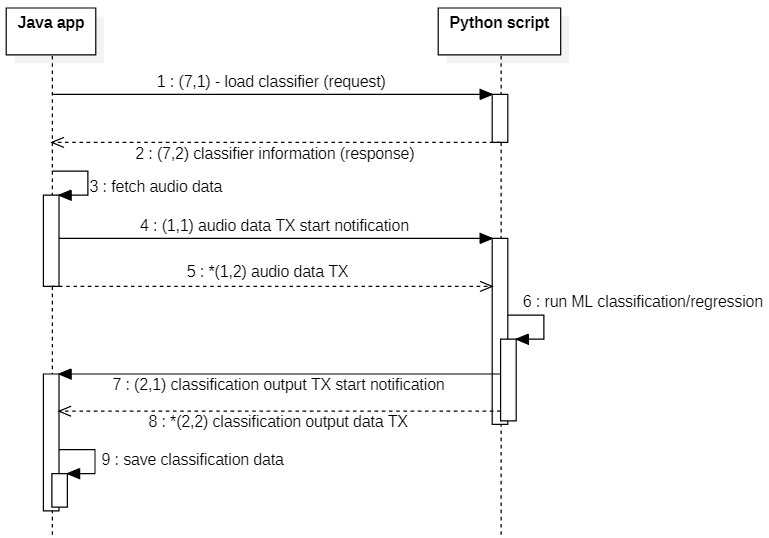 Java app
Python script
1 : (7,1) - load classifier (request)
2 : (7,2) classifier information (response)
3 : fetch audio data
4 : (1,1) audio data TX start notification
5 : *(1,2) audio data TX
6 : run ML classification/regression
7 : (2,1) classification output TX start notification
8 : *(2,2) classification output data TX
9 : save classification data